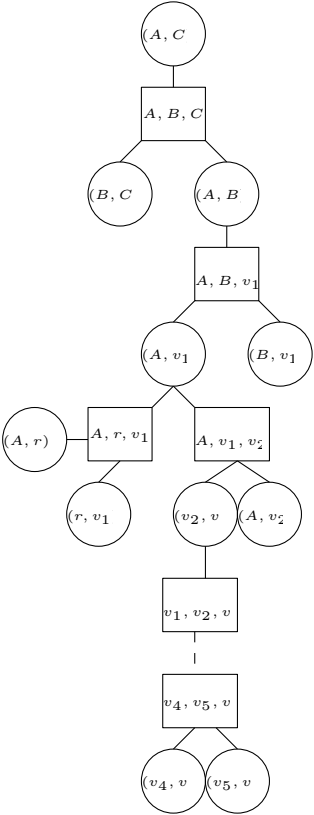 (A, C
A, B, C
(B, C
(A, B
A, B, v₁
(A, v₁
(B, v₁
(A, r)
A, r, v₁
A, v₁, v₂
(r, v₁
(v₂, v
(A, v₂
v₁, v₂, v
v₄, v₅, v
(v₄, v
(v₅, v